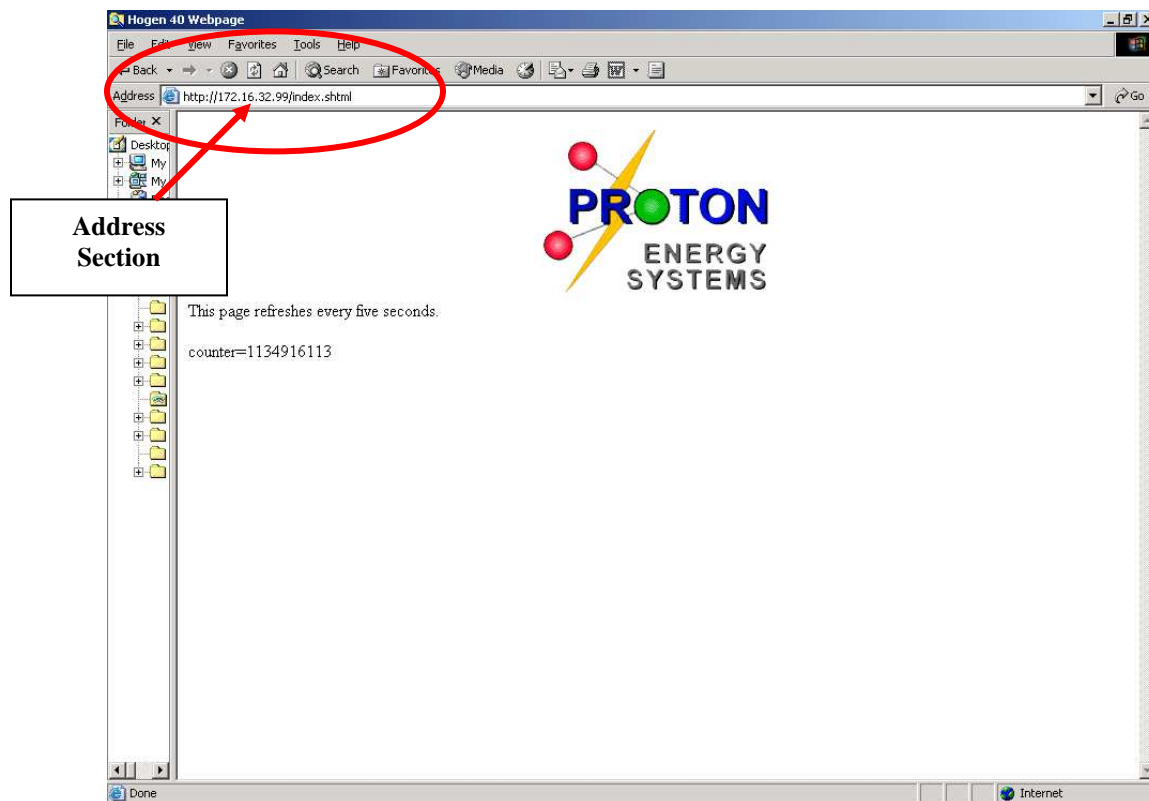 Hogen 40 Webpage
File Edit View Favorites Tools Help
Back Search Favorites Media
Address http://172.16.32.99/index.shtml Go
Desktop
My
My
Address
Section
PROTON
ENERGY
SYSTEMS
This page refreshes every five seconds.
counter=1134916113
Done Internet